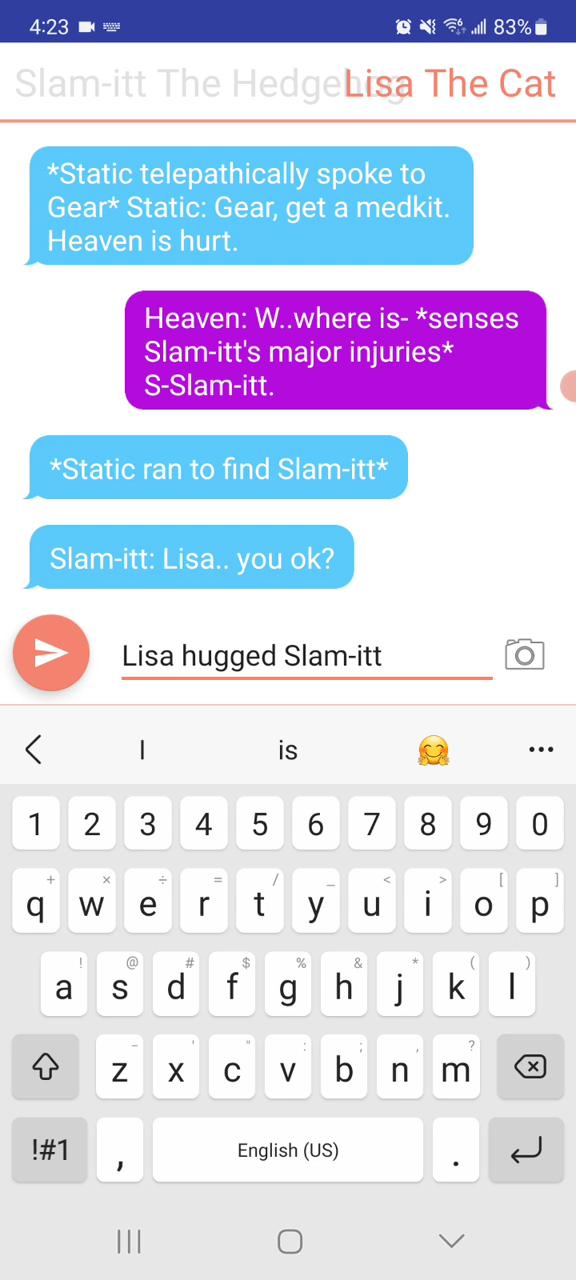 4:23 83%
Slam-itt The Hedgehog Lisa The Cat
*Static telepathically spoke to
Gear* Static: Gear, get a medkit.
Heaven is hurt.
Heaven: W..where is- *senses
Slam-itt's major injuries*
S-Slam-itt.
*Static ran to find Slam-itt*
Slam-itt: Lisa.. you ok?
Lisa hugged Slam-itt
I is
1 2 3 4 5 6 7 8 9 0
+ × ÷ = / _ < > [ ]
q w e r t y u i o p
! @ # $ % & * ( )
a s d f g h j k l
- ' " : ; , ?
z x c v b n m
!#1 , English (US) .